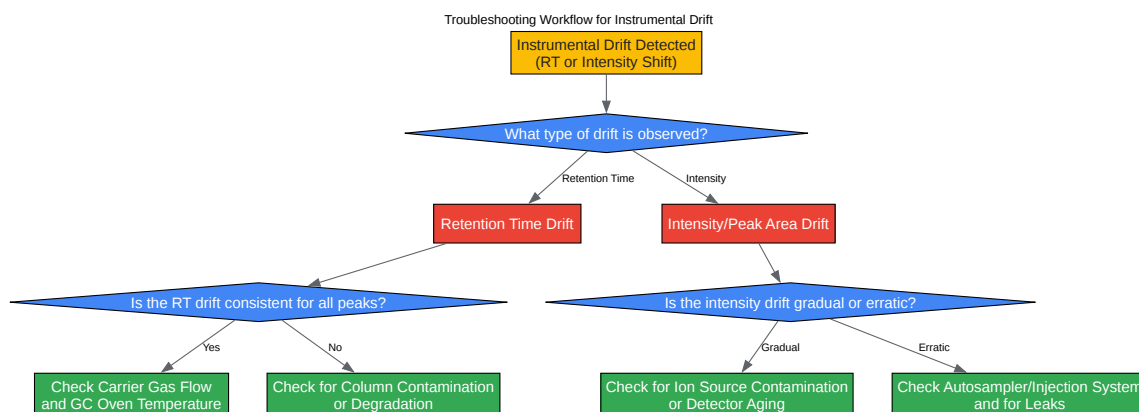 Troubleshooting Workflow for Instrumental Drift
Instrumental Drift Detected
(RT or Intensity Shift)
What type of drift is observed?
Retention Time
Intensity
Retention Time Drift
Intensity/Peak Area Drift
Is the RT drift consistent for all peaks?
Is the intensity drift gradual or erratic?
Yes
No
Gradual
Erratic
Check Carrier Gas Flow
and GC Oven Temperature
Check for Column Contamination
or Degradation
Check for Ion Source Contamination
or Detector Aging
Check Autosampler/Injection System
and for Leaks